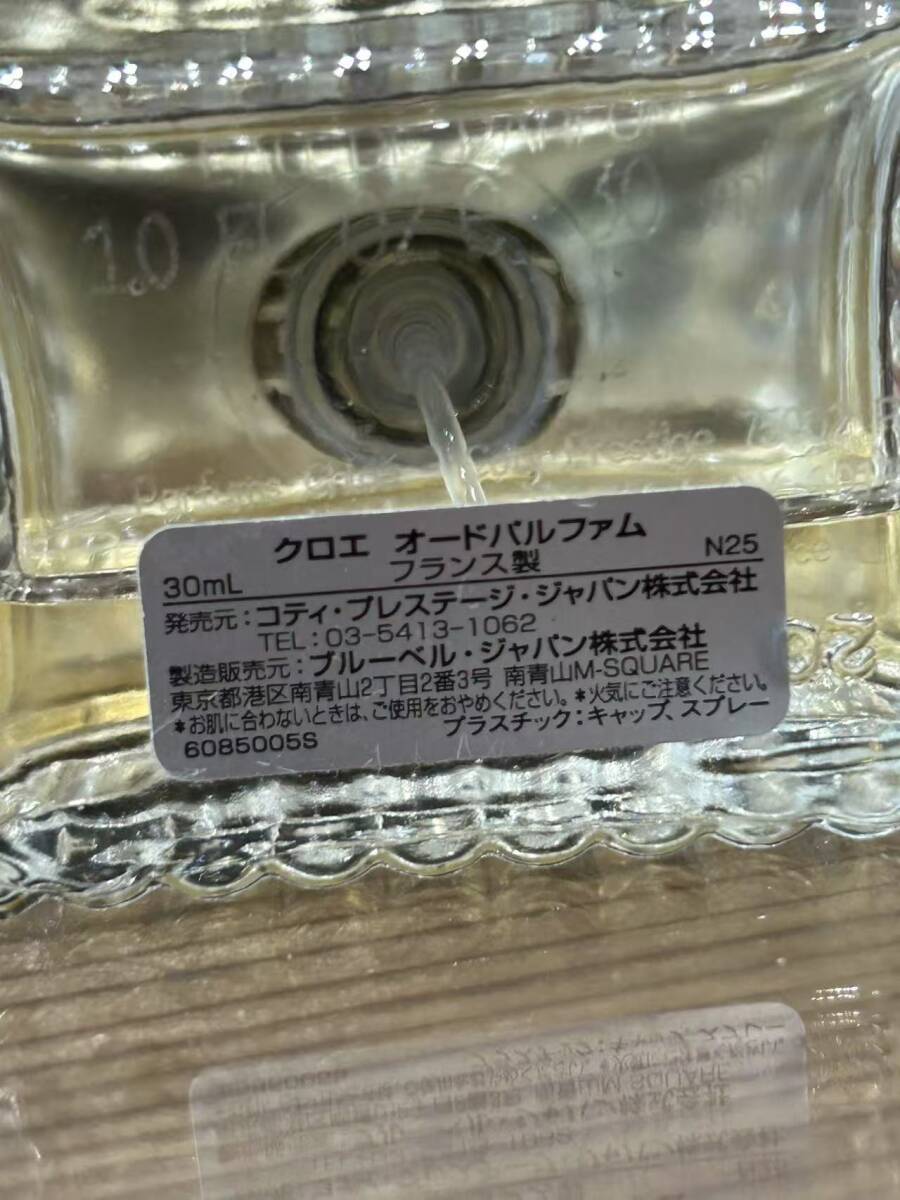 1.0 Fl. Oz. 30 ml
クロエ オードパルファム
フランス製
30mL N25
発売元：コティ・プレステージ・ジャパン株式会社
TEL：03-5413-1062
製造販売元：ブルーベル・ジャパン株式会社
東京都港区南青山2丁目2番3号 南青山M-SQUARE
＊お肌に合わないときは、ご使用をおやめください。＊火気にご注意ください。
プラスチック：キャップ、スプレー
6085005S